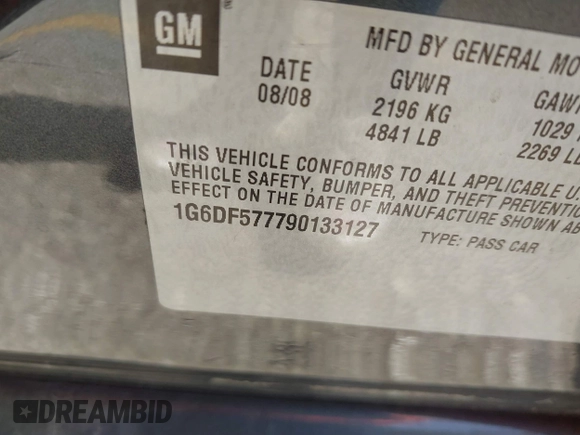 GM
MFD BY GENERAL MO
DATE GVWR GAW
08/08 2196 KG 1029
4841 LB 2269 L
THIS VEHICLE CONFORMS TO ALL APPLICABLE U.
VEHICLE SAFETY, BUMPER, AND THEFT PREVENTI
EFFECT ON THE DATE OF MANUFACTURE SHOWN AB
1G6DF577790133127
TYPE: PASS CAR
DREAMBID